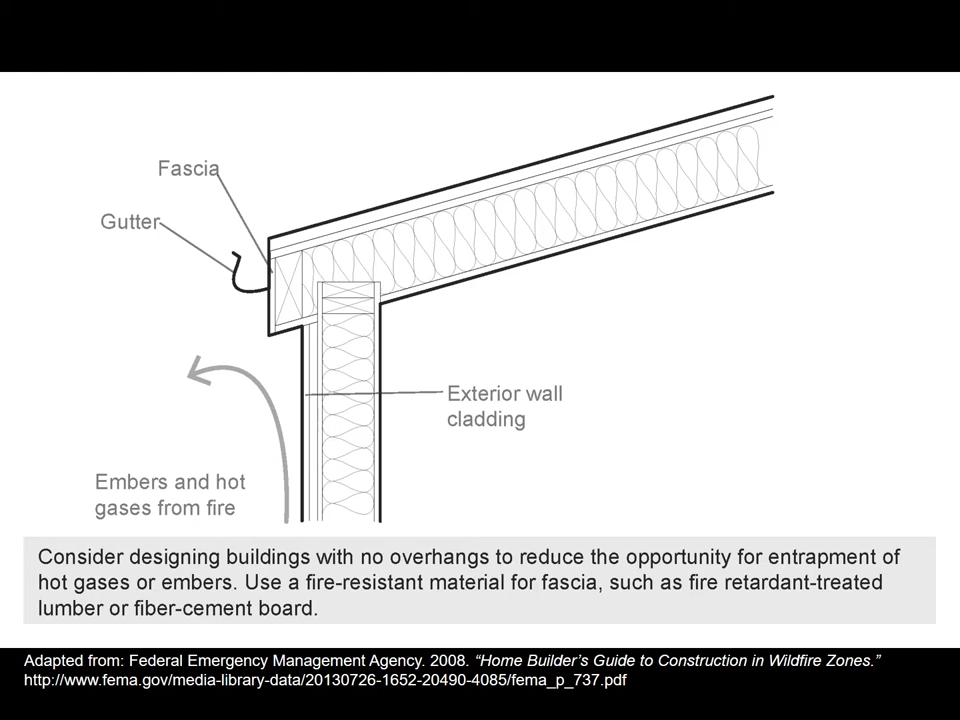 Fascia
Gutter
Exterior wall
cladding
Embers and hot
gases from fire
Consider designing buildings with no overhangs to reduce the opportunity for entrapment of
hot gases or embers. Use a fire-resistant material for fascia, such as fire retardant-treated
lumber or fiber-cement board.
Adapted from: Federal Emergency Management Agency. 2008. “Home Builder’s Guide to Construction in Wildfire Zones.”
http://www.fema.gov/media-library-data/20130726-1652-20490-4085/fema_p_737.pdf